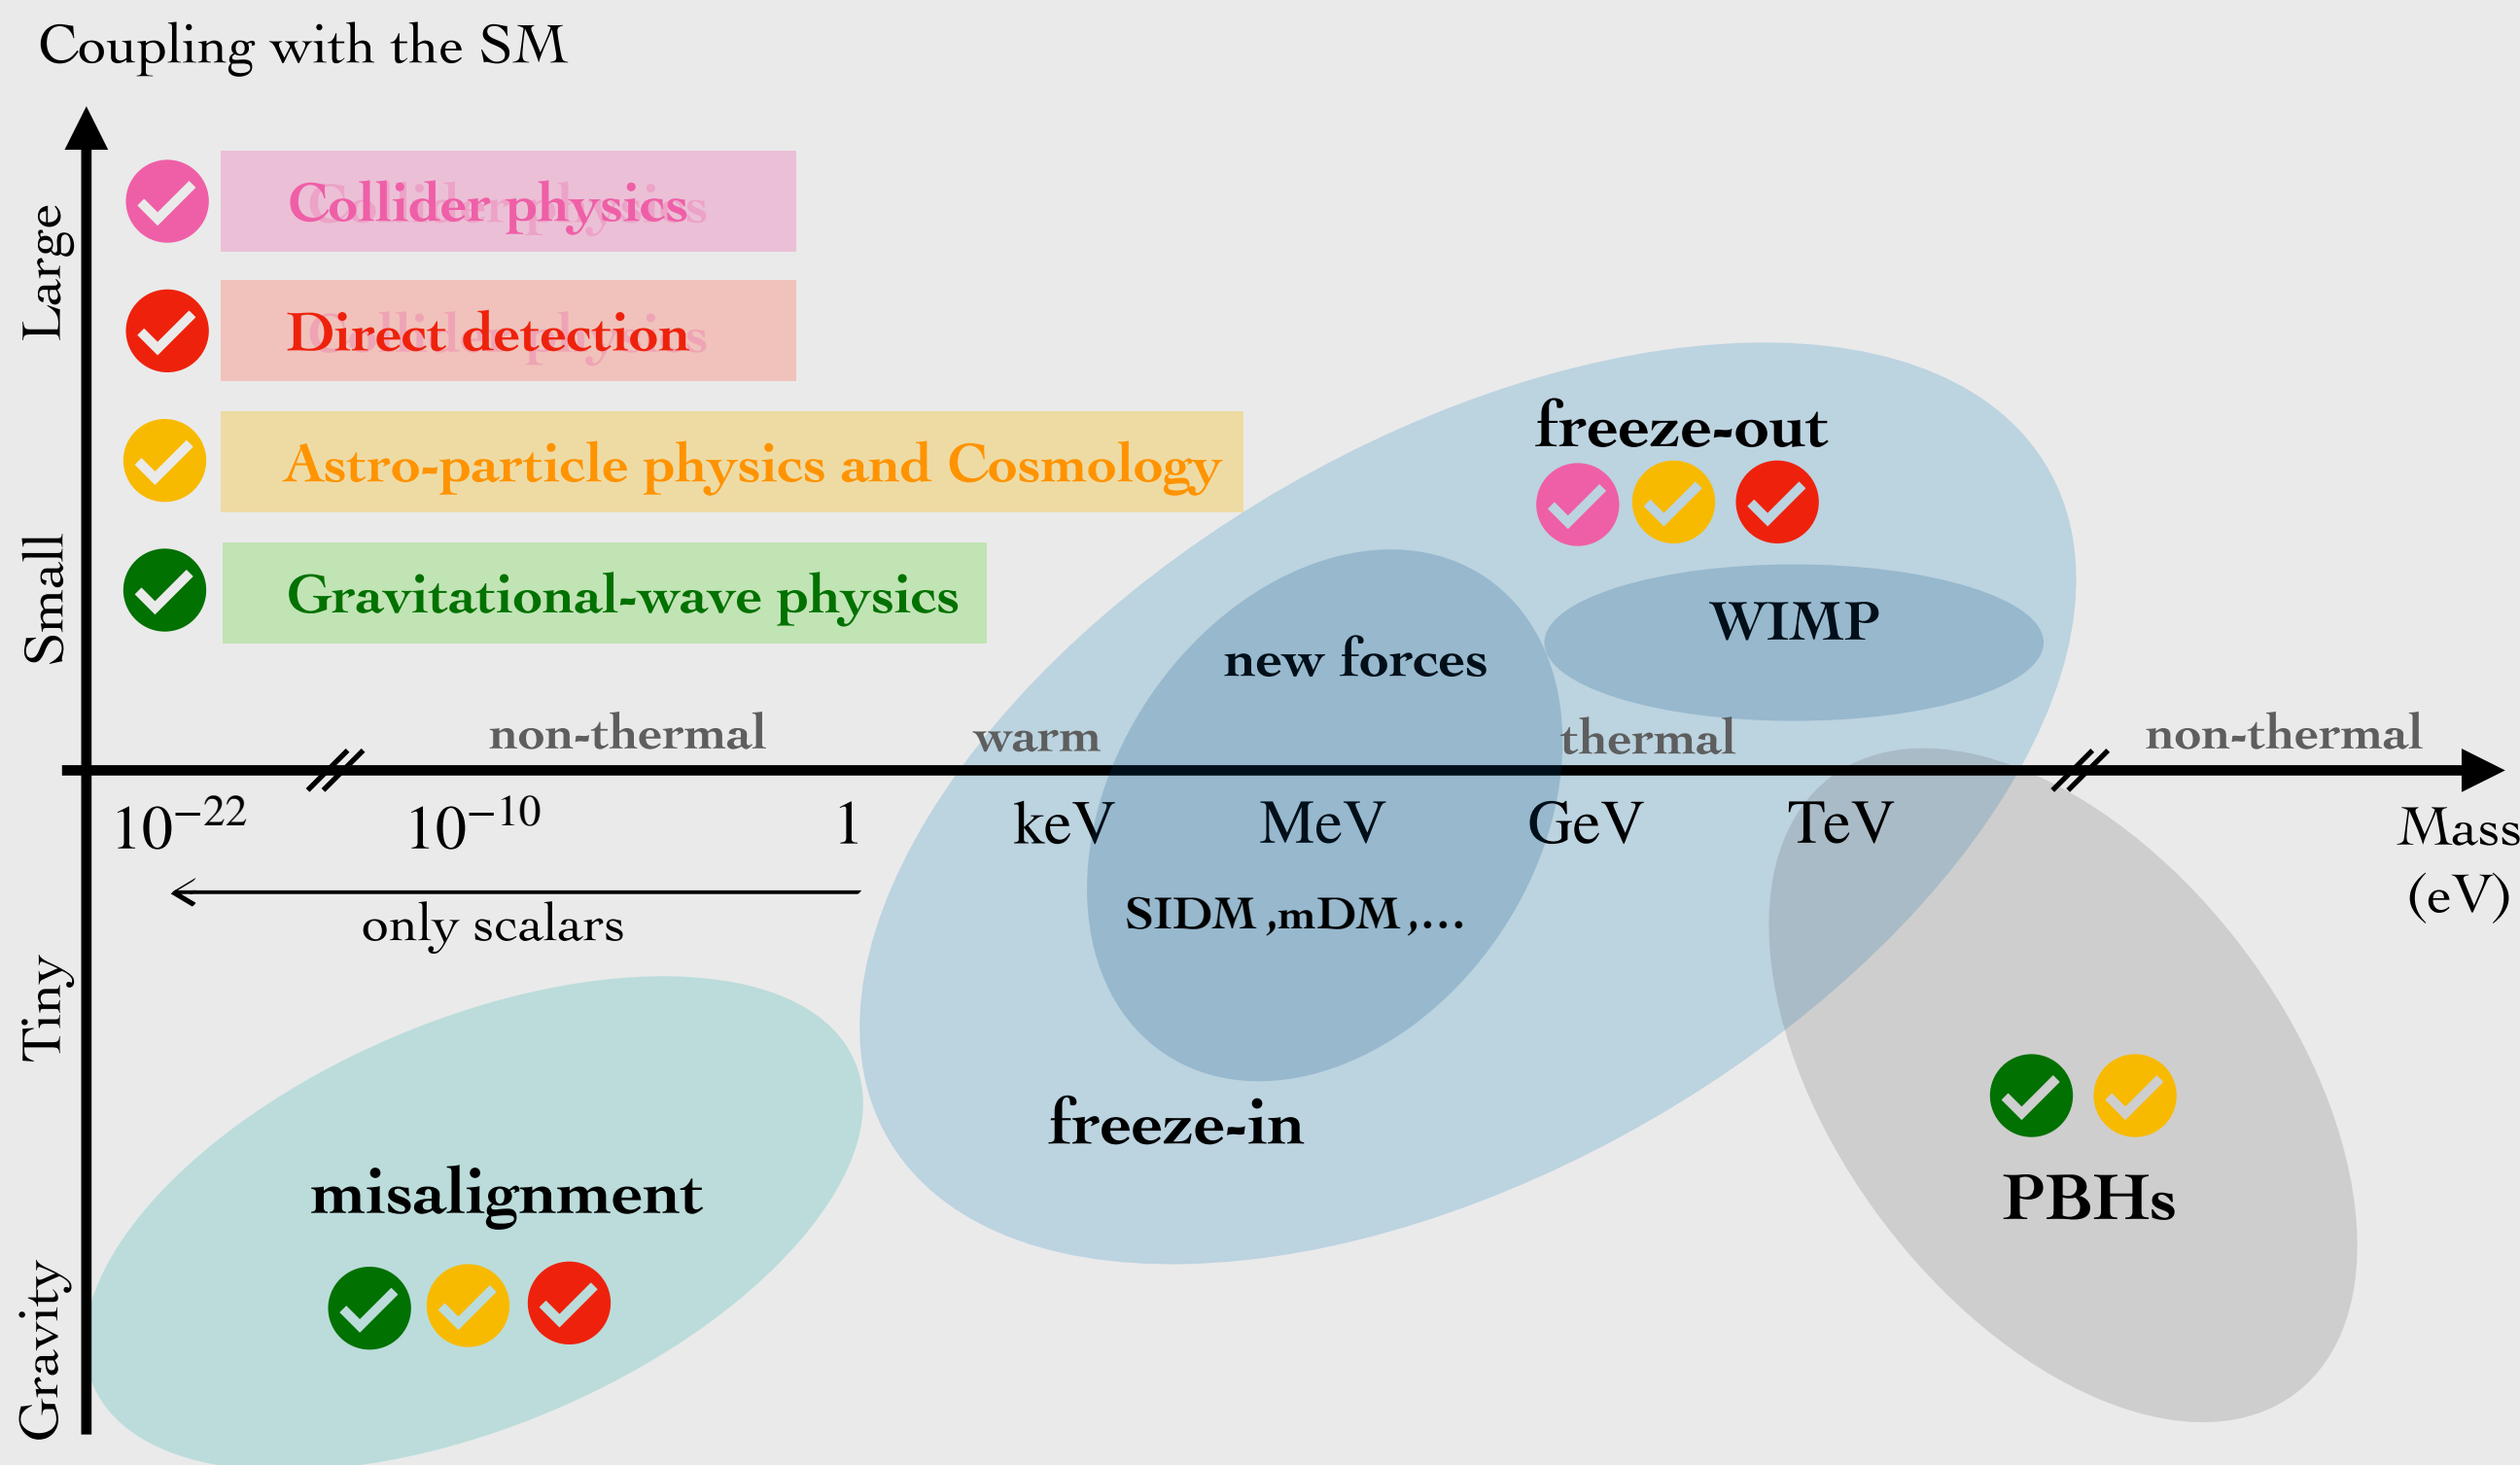 Coupling with the SM
Large
Small
Tiny
Gravity
Collider physics
Direct detection
Astro-particle physics and Cosmology
Gravitational-wave physics
freeze-out
WIMP
new forces
non-thermal
warm
thermal
non-thermal
10⁻²²
10⁻¹⁰
1
keV
MeV
GeV
TeV
Mass
(eV)
only scalars
SIDM ,mDM ,...
freeze-in
misalignment
PBHs